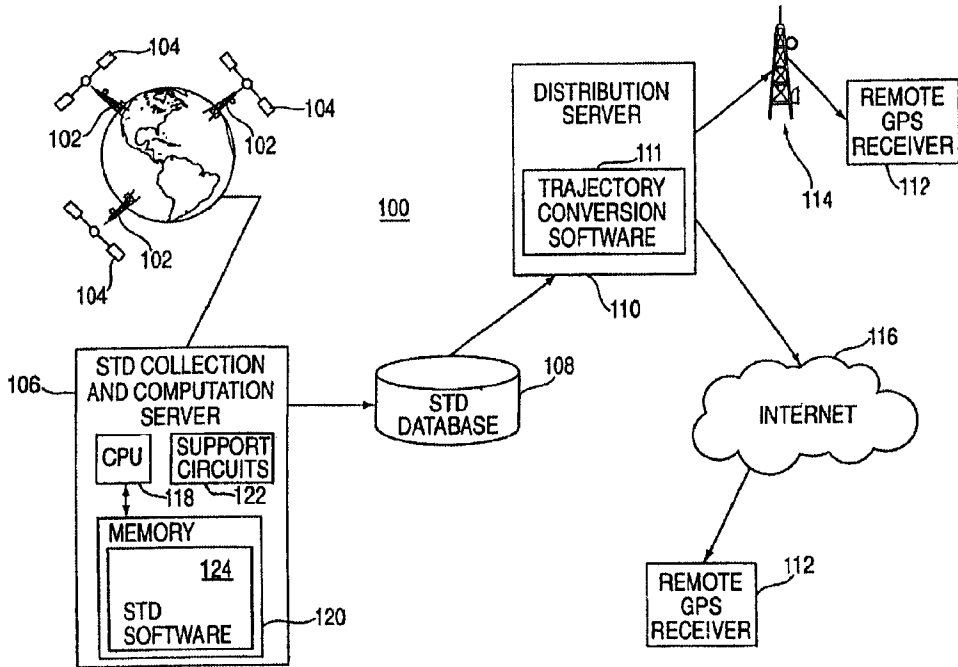 104
104
102
102
102
104
100
DISTRIBUTION
SERVER
111
TRAJECTORY
CONVERSION
SOFTWARE
110
114
REMOTE
GPS
RECEIVER
112
106
STD COLLECTION
AND COMPUTATION
SERVER
CPU
118
SUPPORT
CIRCUITS
122
MEMORY
124
STD
SOFTWARE
120
STD
DATABASE
108
116
INTERNET
REMOTE
GPS
RECEIVER
112